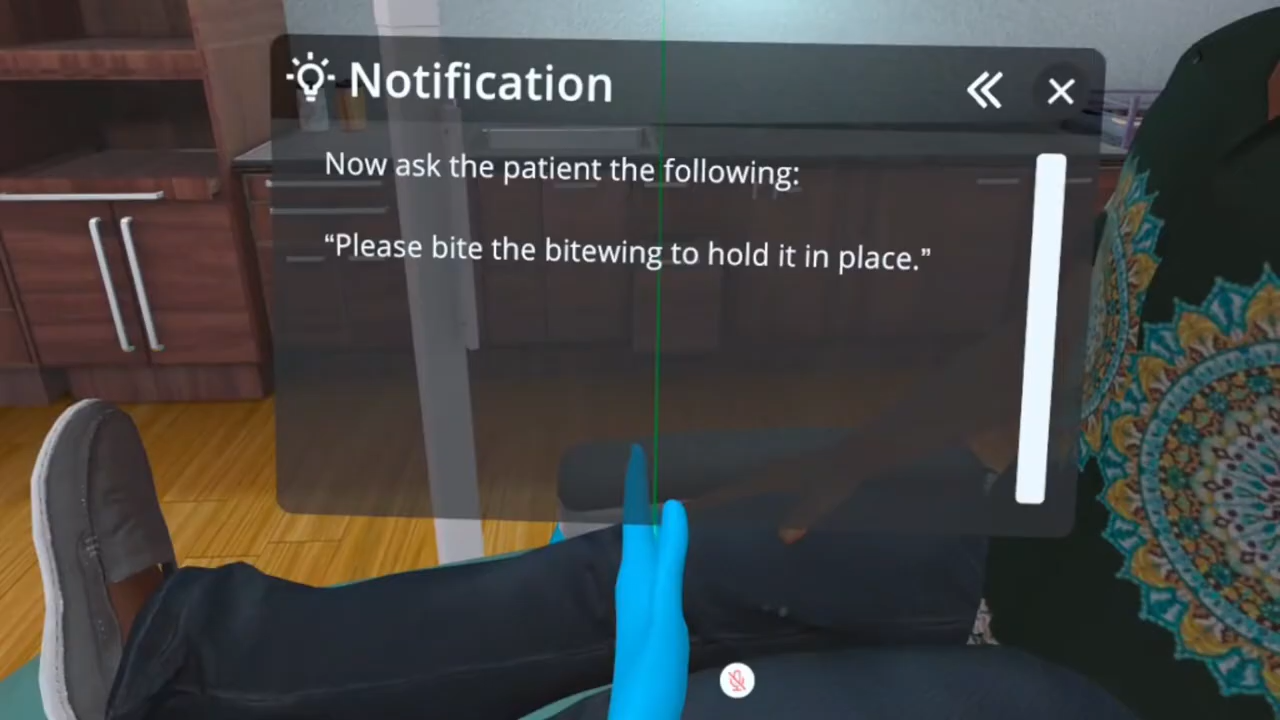 Notification
Now ask the patient the following:
“Please bite the bitewing to hold it in place.”